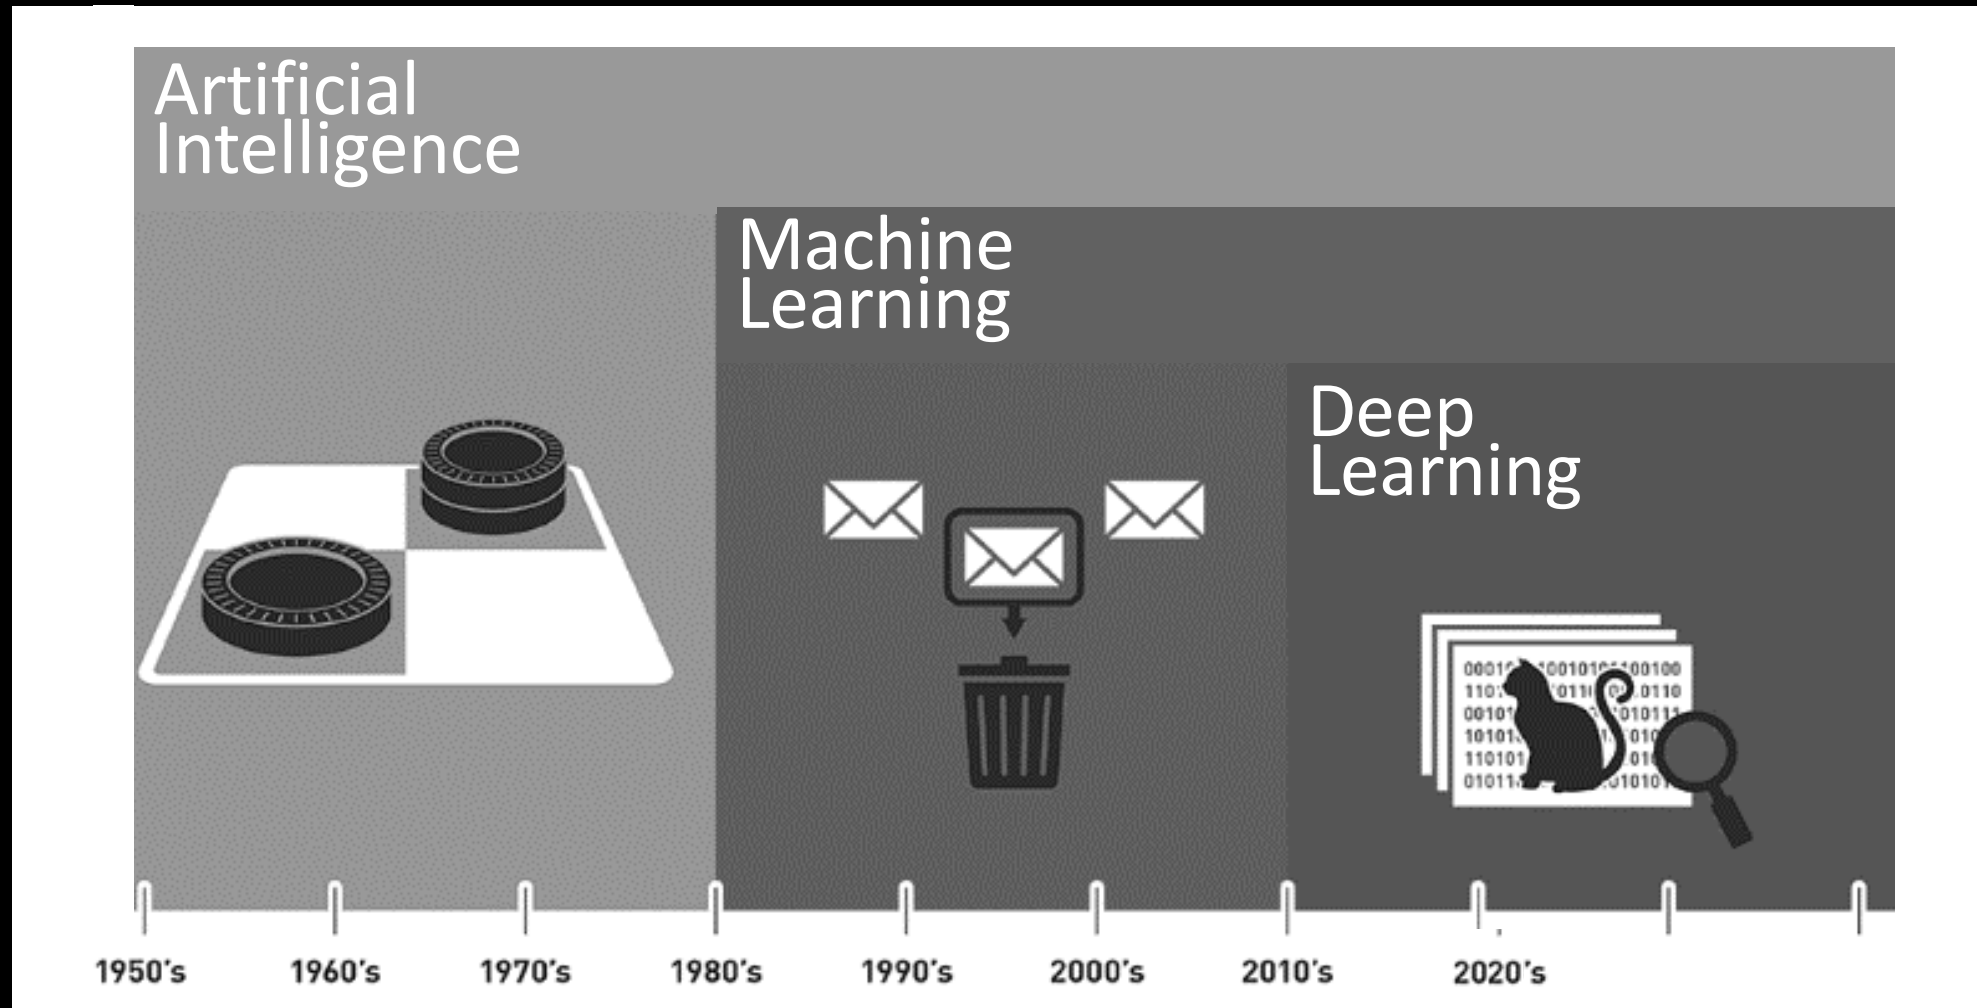 Artificial
Intelligence
Machine
Learning
Deep
Learning
1950's
1960's
1970's
1980's
1990's
2000's
2010's
2020's